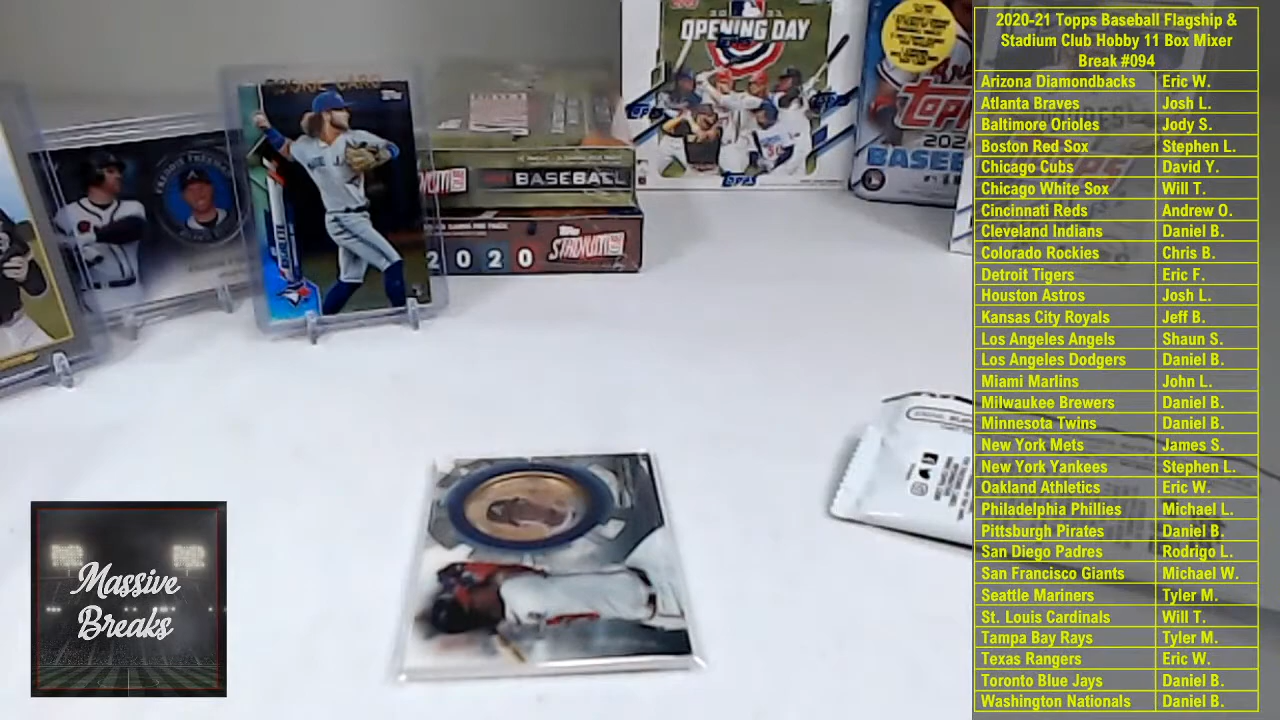 2020-21 Topps Baseball Flagship &
Stadium Club Hobby 11 Box Mixer
Break #094
Arizona Diamondbacks Eric W.
Atlanta Braves Josh L.
Baltimore Orioles Jody S.
Boston Red Sox Stephen L.
Chicago Cubs David Y.
Chicago White Sox Will T.
Cincinnati Reds Andrew O.
Cleveland Indians Daniel B.
Colorado Rockies Chris B.
Detroit Tigers Eric F.
Houston Astros Josh L.
Kansas City Royals Jeff B.
Los Angeles Angels Shaun S.
Los Angeles Dodgers Daniel B.
Miami Marlins John L.
Milwaukee Brewers Daniel B.
Minnesota Twins Daniel B.
New York Mets James S.
New York Yankees Stephen L.
Oakland Athletics Eric W.
Philadelphia Phillies Michael L.
Pittsburgh Pirates Daniel B.
San Diego Padres Rodrigo L.
San Francisco Giants Michael W.
Seattle Mariners Tyler M.
St. Louis Cardinals Will T.
Tampa Bay Rays Tyler M.
Texas Rangers Eric W.
Toronto Blue Jays Daniel B.
Washington Nationals Daniel B.
OPENING DAY
Topps
BASEBALL
2020
Topps
STADIUM
Massive
Breaks